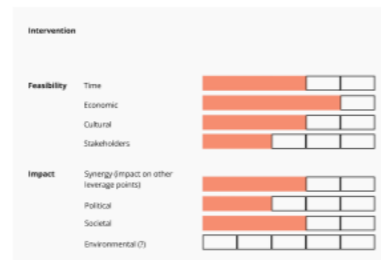 Intervention
Feasibility Time
Economic
Cultural
Stakeholders
Impact Synergy (impact on other
leverage points)
Political
Societal
Environmental (?)